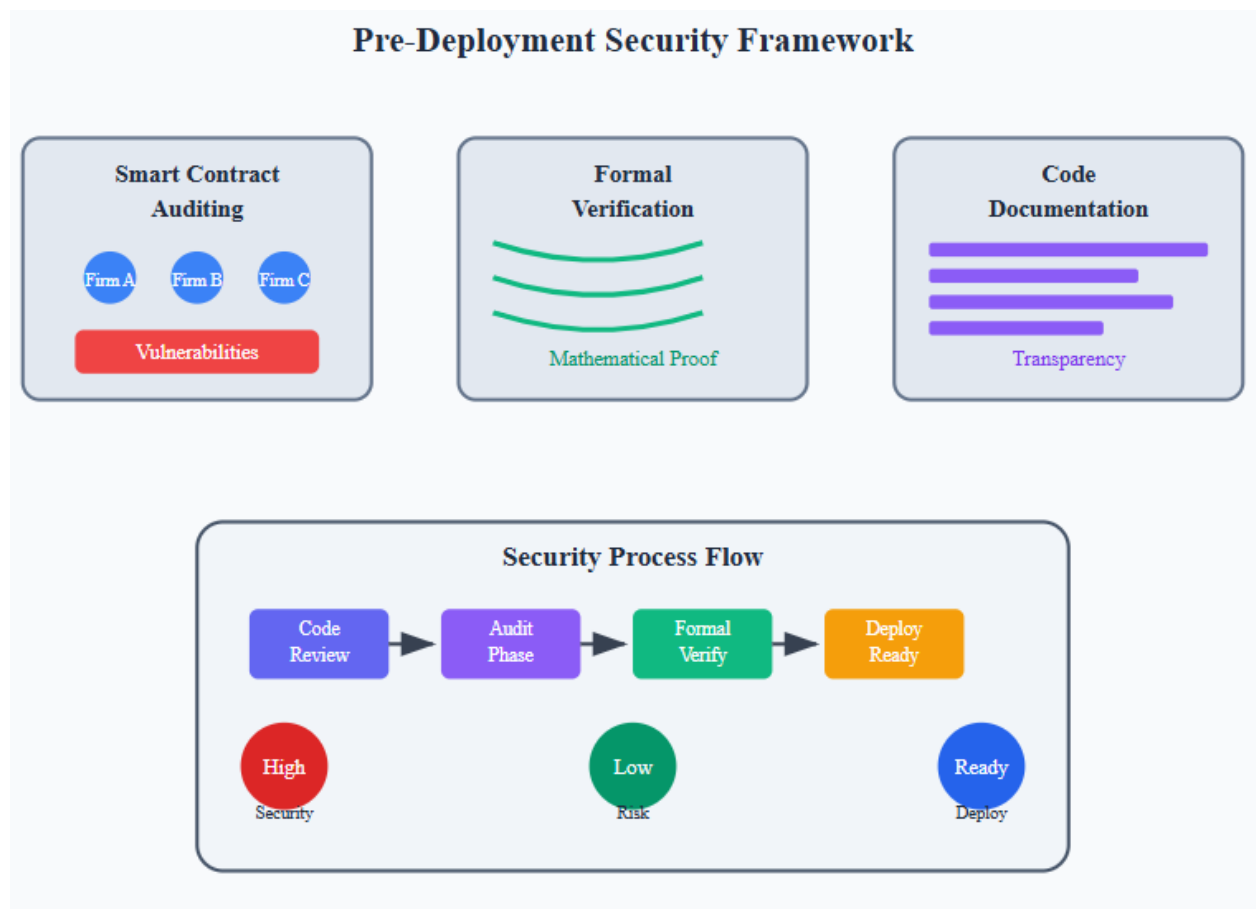 Pre-Deployment Security Framework
Smart Contract
Auditing
Firm A
Firm B
Firm C
Vulnerabilities
Formal
Verification
Mathematical Proof
Code
Documentation
Transparency
Security Process Flow
Code
Review
Audit
Phase
Formal
Verify
Deploy
Ready
High
Security
Low
Risk
Ready
Deploy